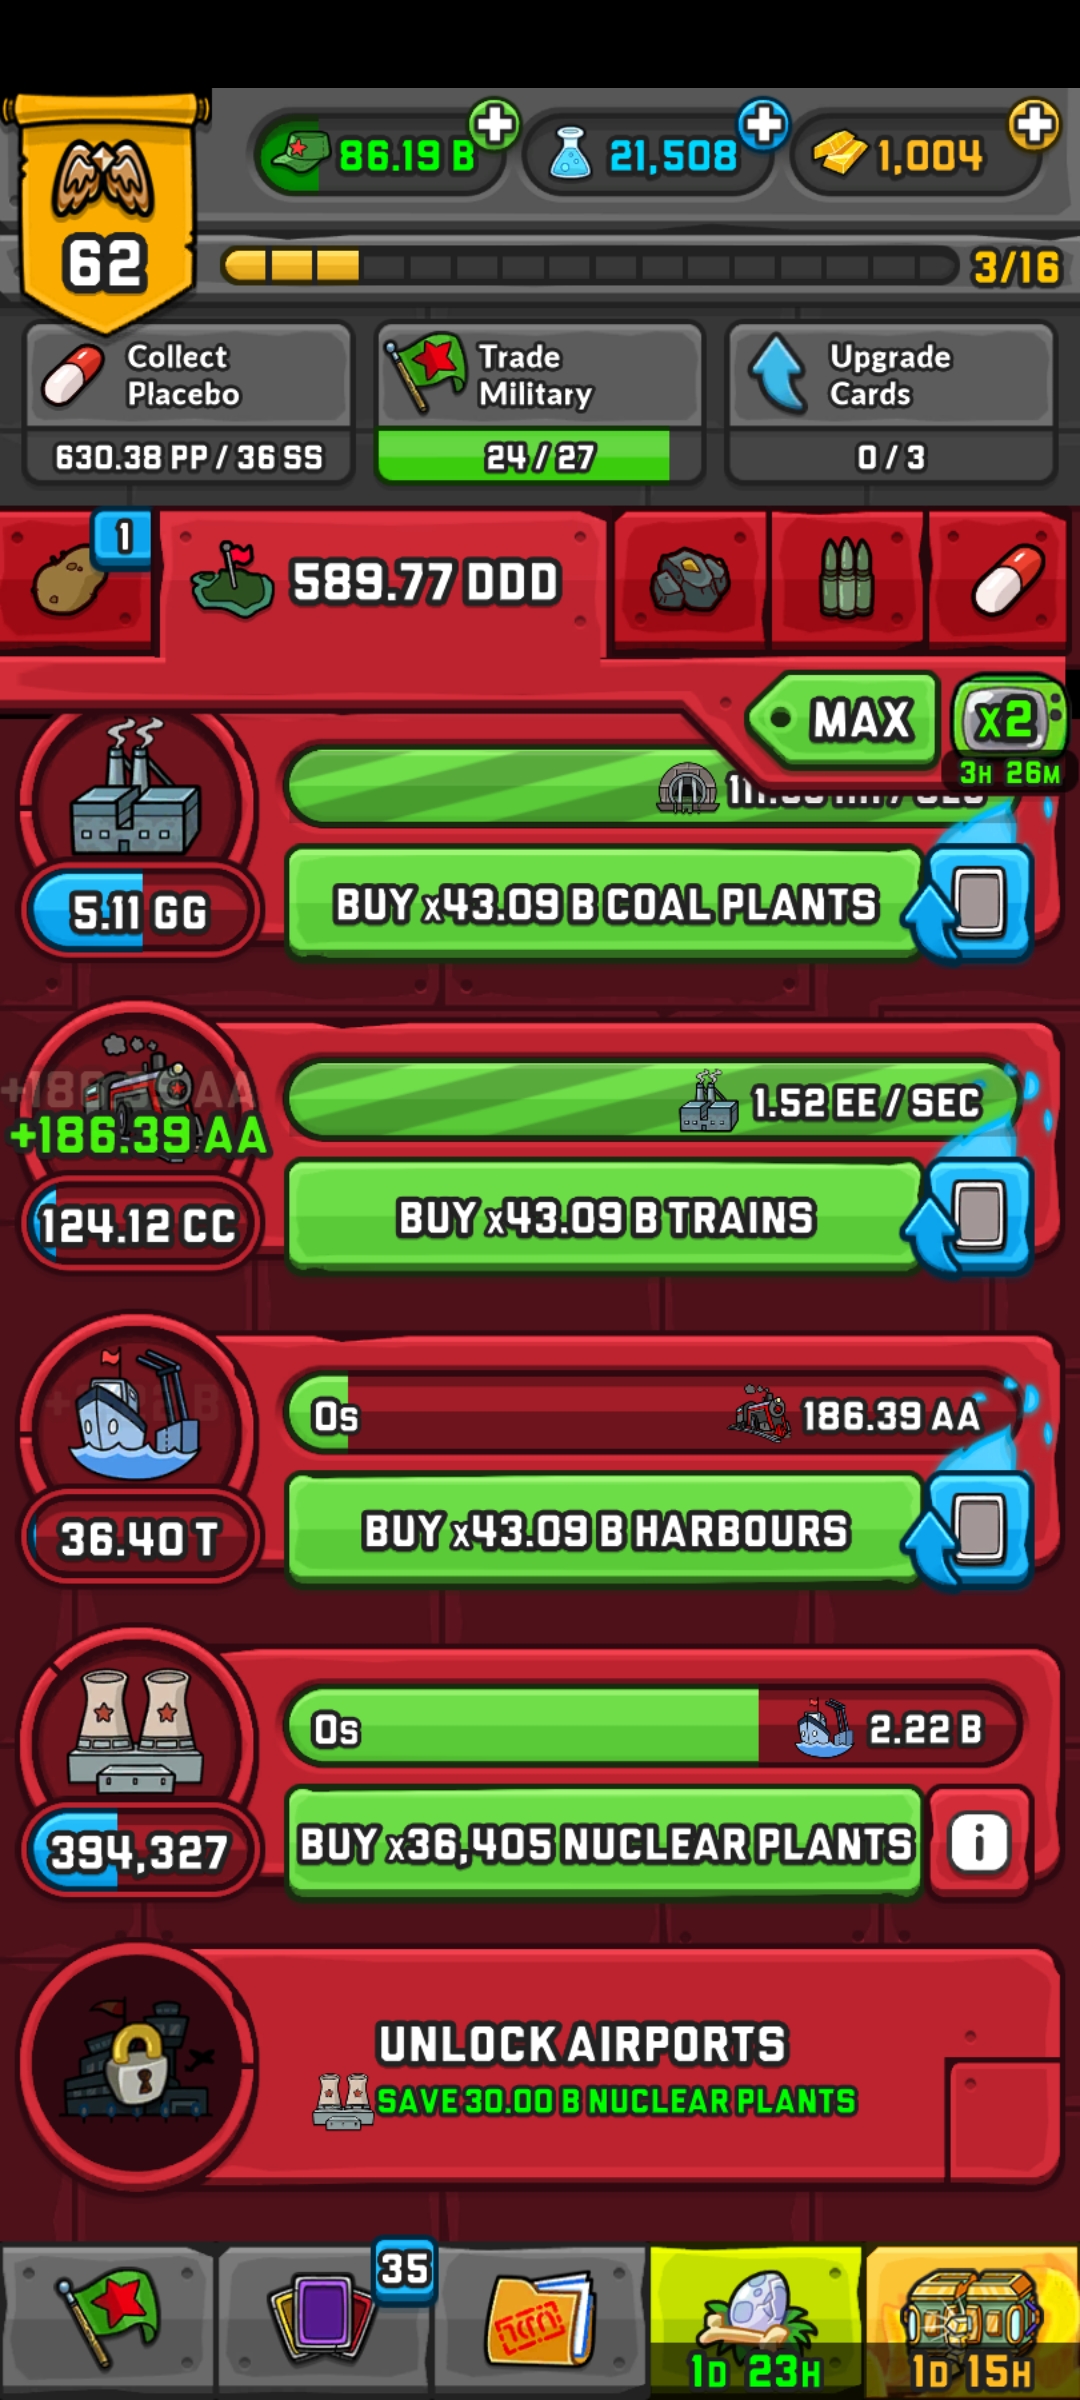 86.19 B
21,508
1,004
62
3/16
Collect
Placebo
630.38 PP / 36 SS
Trade
Military
24 / 27
Upgrade
Cards
0 / 3
1
589.77 DDD
MAX
x2
3H 26M
5.11 GG
BUY x43.09 B COAL PLANTS
+186.39 AA
1.52 EE / SEC
124.12 CC
BUY x43.09 B TRAINS
0s
186.39 AA
36.40 T
BUY x43.09 B HARBOURS
0s
2.22 B
394,327
BUY x36,405 NUCLEAR PLANTS
i
UNLOCK AIRPORTS
SAVE 30.00 B NUCLEAR PLANTS
35
1D 23H
1D 15H